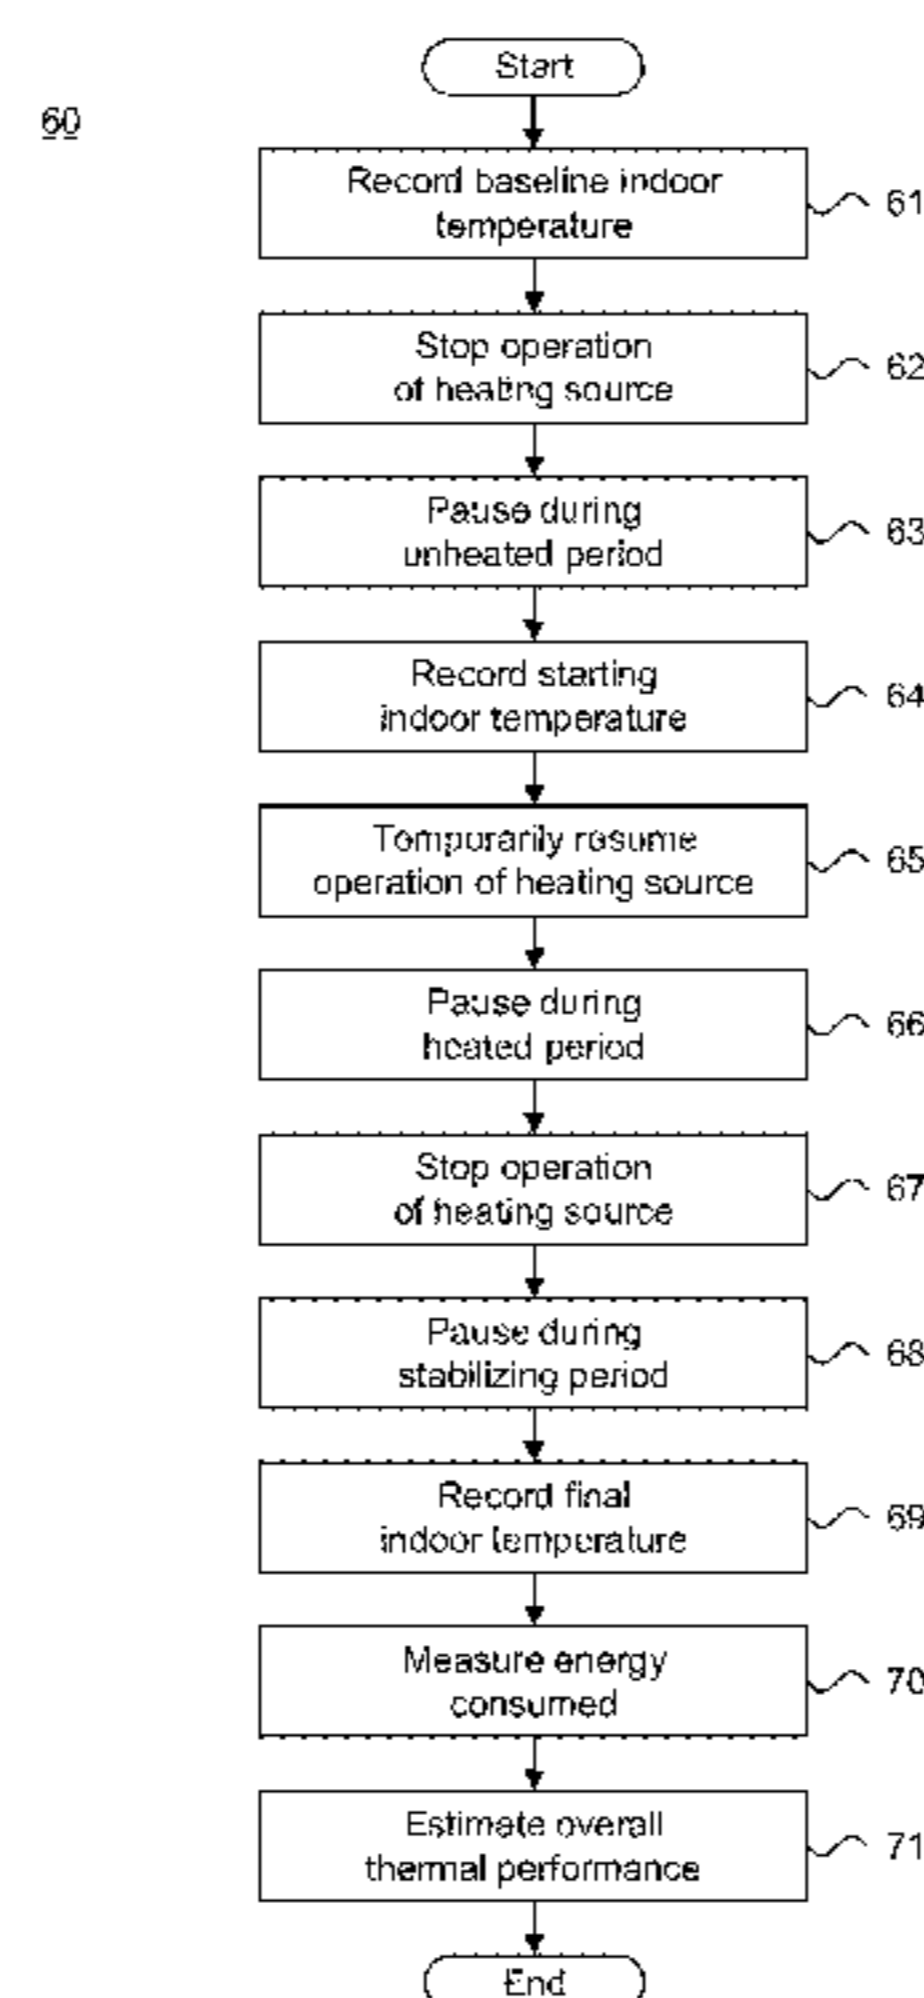 Start
60
Record baseline indoor
temperature
61
Stop operation
of heating source
62
Pause during
unheated period
63
Record starting
indoor temperature
64
Temporarily resume
operation of heating source
65
Pause during
heated period
66
Stop operation
of heating source
67
Pause during
stabilizing period
68
Record final
indoor temperature
69
Measure energy
consumed
70
Estimate overall
thermal performance
71
End